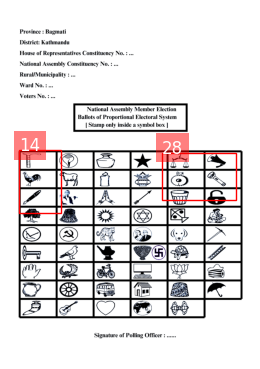 Province : Bagmati
District: Kathmandu
House of Representatives Constituency No. : ...
National Assembly Constituency No. : ...
Rural/Municipality : ...
Ward No. : ...
Voters No. : ...
National Assembly Member Election
Ballots of Proportional Electoral System
[ Stamp only inside a symbol box ]
14
28
Signature of Polling Officer : ......